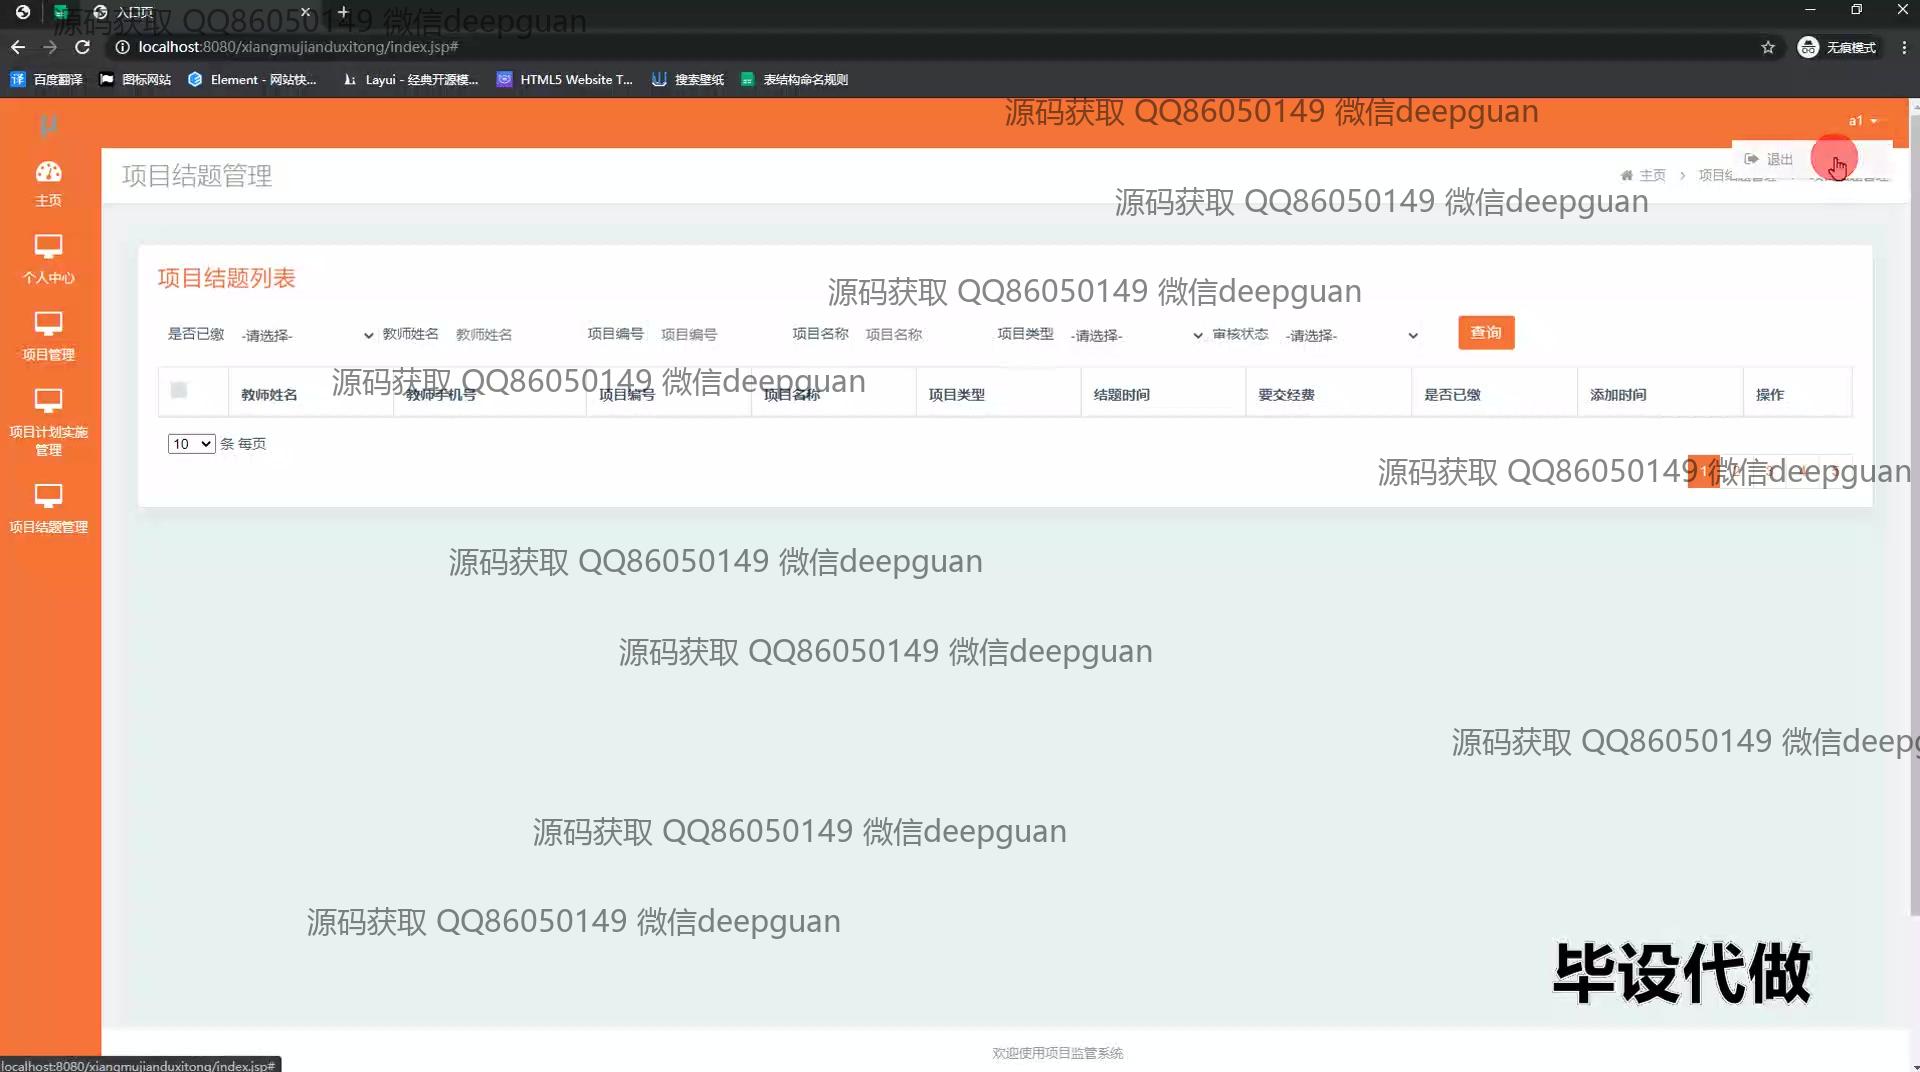 入口页
源码获取 QQ86050149 微信deepguan
localhost:8080/xiangmujianduxitong/index.jsp#
无痕模式
百度翻译 图标网站 Element - 网站快... Layui - 经典开源模... HTML5 Website T... 搜索壁纸 表结构命名规则
源码获取 QQ86050149 微信deepguan
a1
退出
项目结题管理
主页 > 项目结题管理 > 项目结题管理
源码获取 QQ86050149 微信deepguan
主页
个人中心
项目管理
项目计划实施
管理
项目结题管理
项目结题列表
源码获取 QQ86050149 微信deepguan
是否已缴 -请选择- 教师姓名 教师姓名 项目编号 项目编号 项目名称 项目名称 项目类型 -请选择- 审核状态 -请选择- 查询
源码获取 QQ86050149 微信deepguan
教师姓名 教师手机号 项目编号 项目名称 项目类型 结题时间 要交经费 是否已缴 添加时间 操作
10 条 每页
源码获取 QQ86050149 微信deepguan
1 2 3 4 5
源码获取 QQ86050149 微信deepguan
源码获取 QQ86050149 微信deepguan
源码获取 QQ86050149 微信deepg
源码获取 QQ86050149 微信deepguan
源码获取 QQ86050149 微信deepguan
毕设代做
欢迎使用项目监管系统
localhost:8080/xiangmujianduxitong/index.jsp#